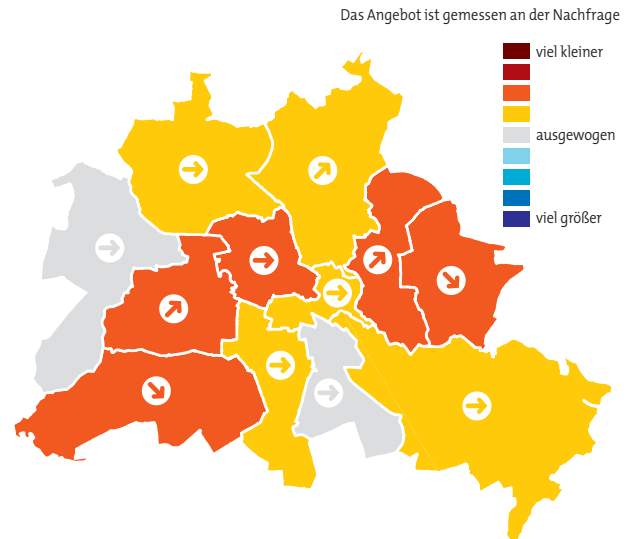 Das Angebot ist gemessen an der Nachfrage
viel kleiner
ausgewogen
viel größer